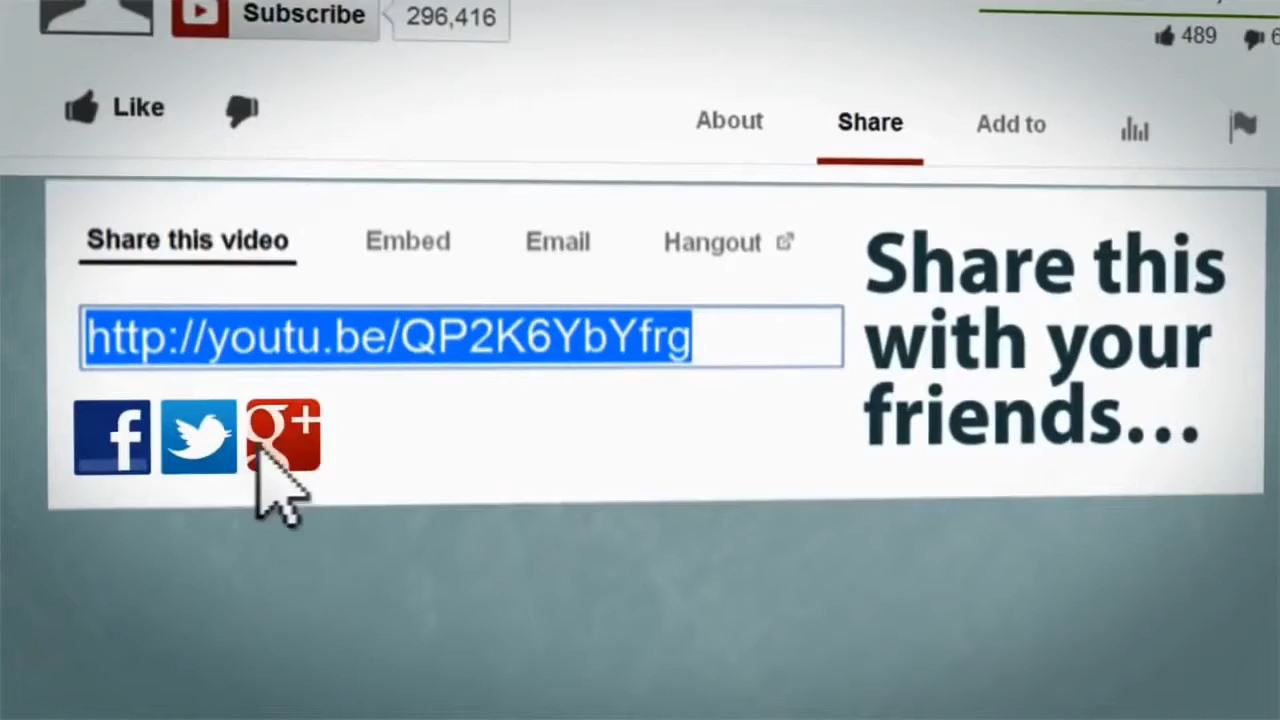 Subscribe 296,416
489 6
Like
About Share Add to
Share this video Embed Email Hangout
http://youtu.be/QP2K6YbYfrg
f g+
Share this
with your
friends...